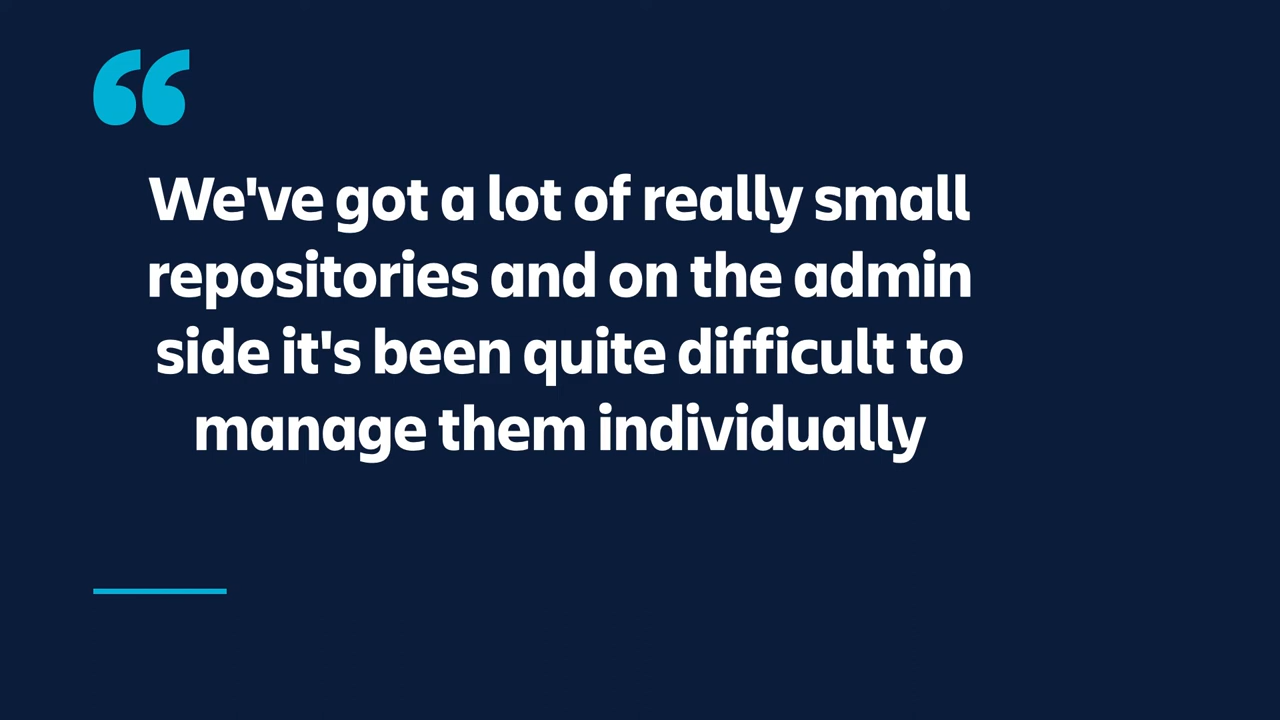 “
We've got a lot of really small
repositories and on the admin
side it's been quite difficult to
manage them individually